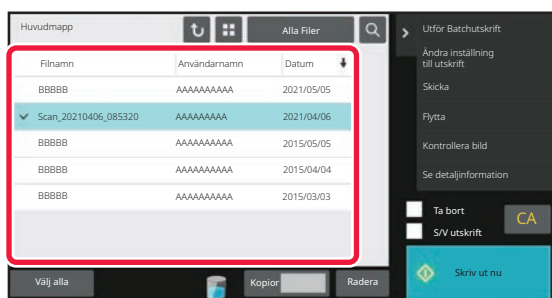 Huvudmapp
Alla Filer
Filnamn Användarnamn Datum
BBBBB AAAAAAAAAA 2021/05/05
Scan_20210406_085320 AAAAAAAAA 2021/04/06
BBBBB AAAAAAAAAA 2015/05/05
BBBBB AAAAAAAAAA 2015/04/04
BBBBB AAAAAAAAAA 2015/03/03
Välj alla
Kopior
Radera
Utför Batchutskrift
Ändra inställning
till utskrift
Skicka
Flytta
Kontrollera bild
Se detaljinformation
Ta bort
S/V utskrift
CA
Skriv ut nu